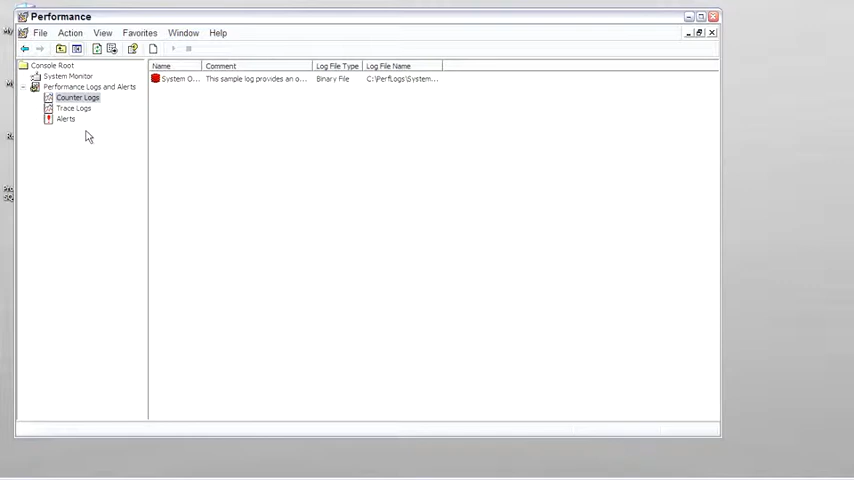 Performance
File Action View Favorites Window Help
Console Root
System Monitor
Performance Logs and Alerts
Counter Logs
Trace Logs
Alerts
Name Comment Log File Type Log File Name
System O... This sample log provides an o... Binary File C:\PerfLogs\System...